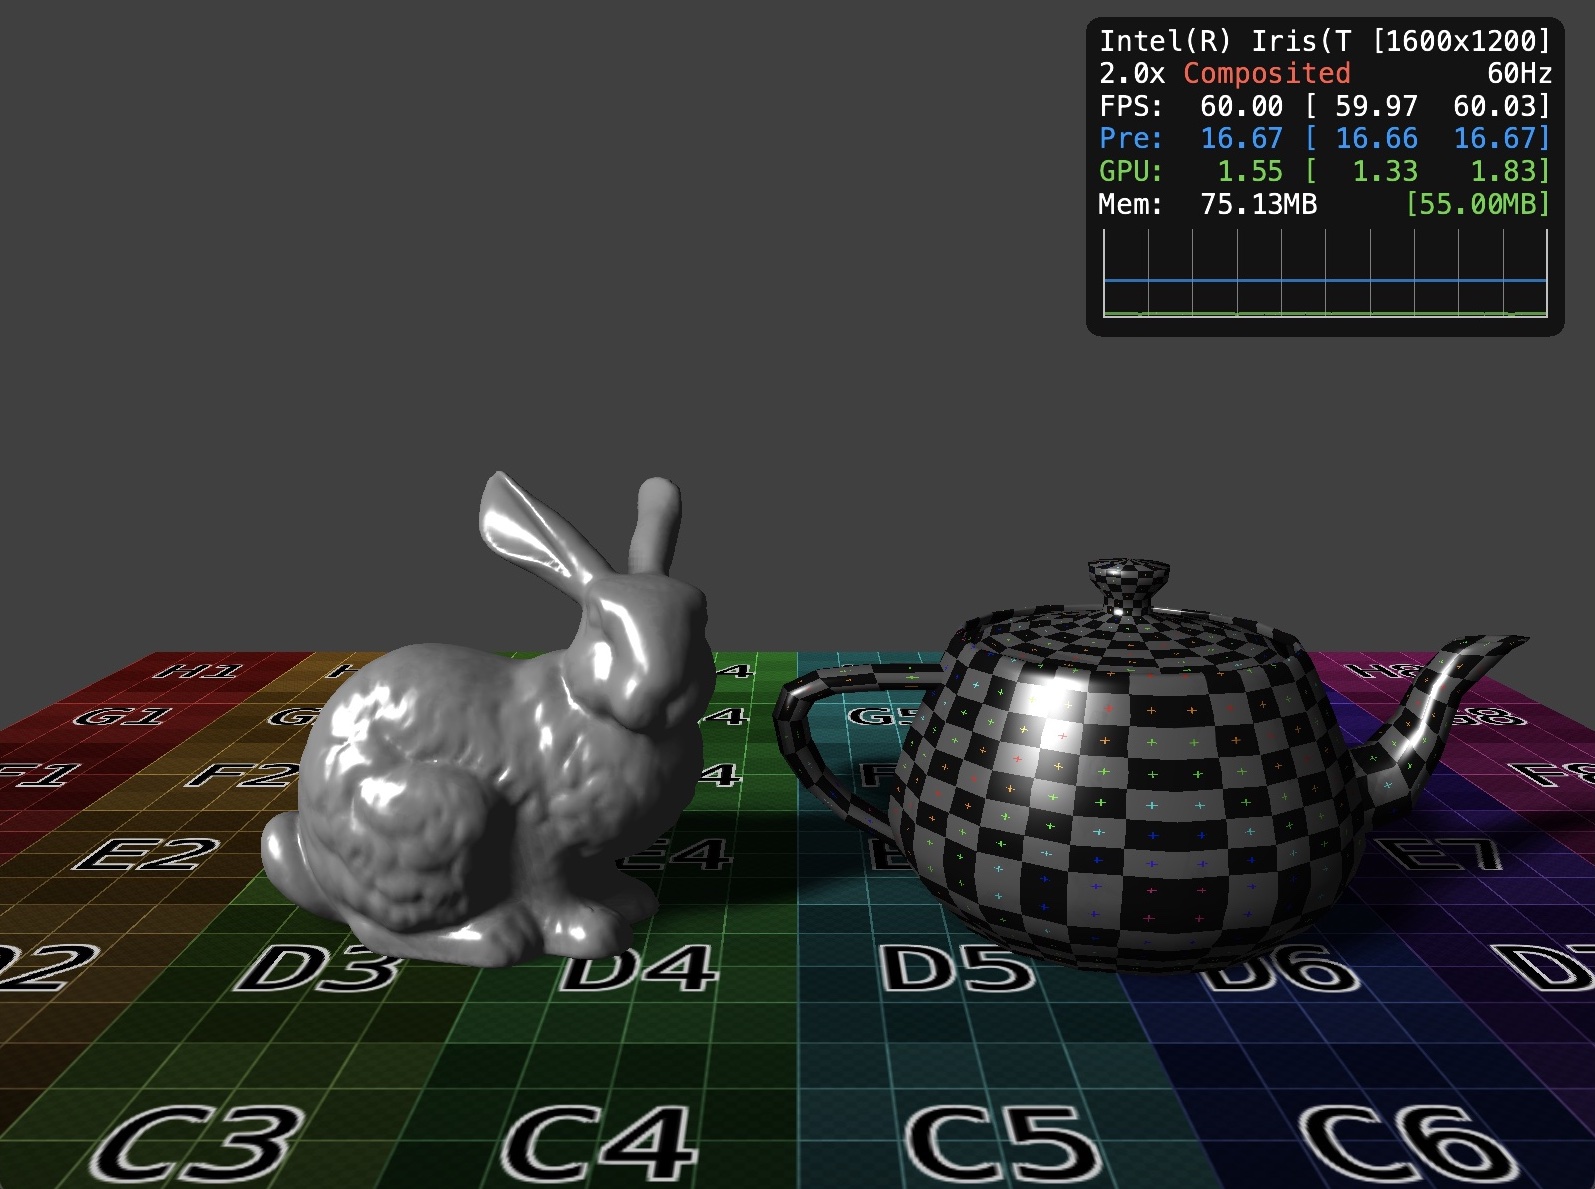 Intel(R) Iris(T [1600x1200]
2.0x Composited 60Hz
FPS: 60.00 [ 59.97 60.03]
Pre: 16.67 [ 16.66 16.67]
GPU: 1.55 [ 1.33 1.83]
Mem: 75.13MB [55.00MB]
H1 H8
G1 G5
F1 F2
E2 E4 E7
D3 D4 D5 D6
C3 C4 C5 C6